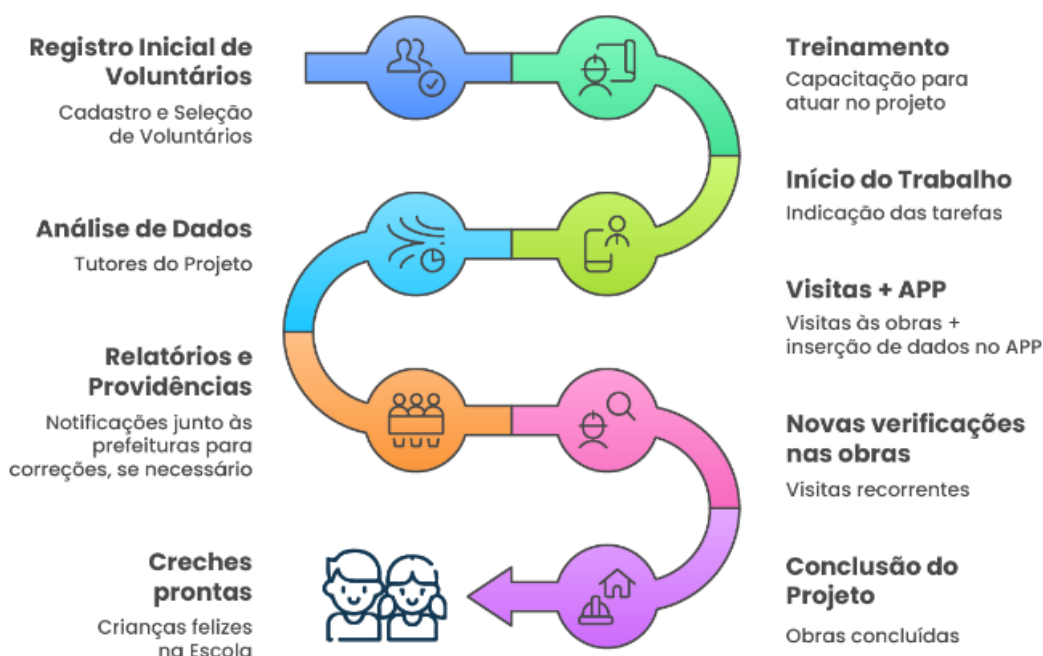 Registro Inicial de
Voluntários
Cadastro e Seleção
de Voluntários
Treinamento
Capacitação para
atuar no projeto
Início do Trabalho
Indicação das tarefas
Visitas + APP
Visitas às obras +
inserção de dados no APP
Análise de Dados
Tutores do Projeto
Relatórios e
Providências
Notificações junto às
prefeituras para
correções, se necessário
Novas verificações
nas obras
Visitas recorrentes
Conclusão do
Projeto
Obras concluídas
Creches
prontas
Crianças felizes
na Escola